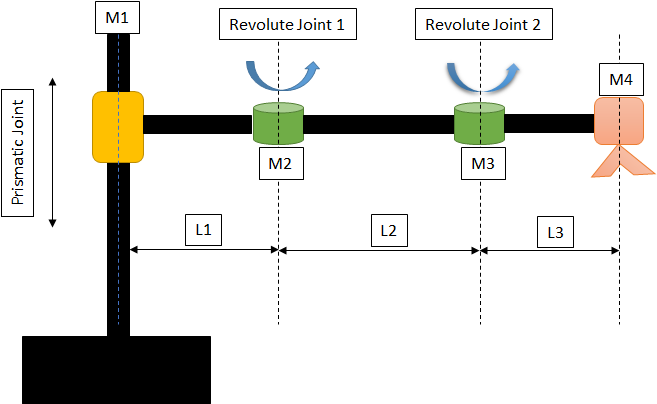 M1
Revolute Joint 1
Revolute Joint 2
M4
Prismatic Joint
M2
M3
L1
L2
L3